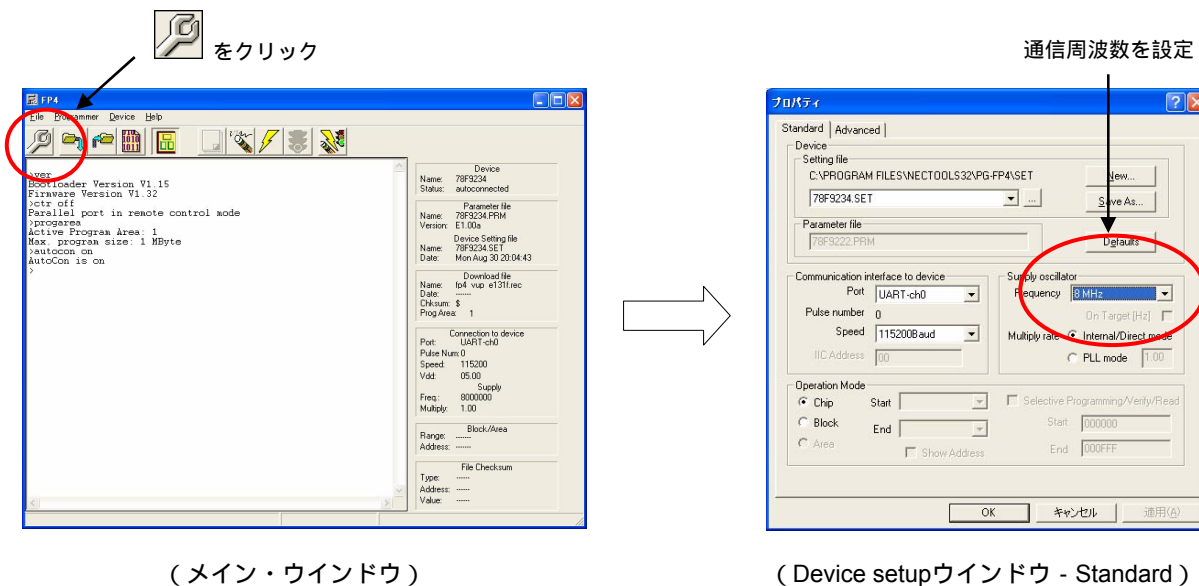 をクリック
通信周波数を設定
FP4
File Programmer Device Help
>ver
Bootloader Version V1.15
Firmware Version V1.32
>ctr off
Parallel port in remote control mode
>progarea
Active Program Area: 1
Max. program size: 1 MByte
>autocon on
AutoCon is on
>
Device
Name: 78F9234
Status: autoconnected
Parameter file
Name: 78F9234.PRM
Version: E1.00a
Device Setting file
Name: 78F9234.SET
Date: Mon Aug 30 20:04:43
Download file
Name: fp4_vup_e131f.rec
Date: ------
Chksum: $
Prog Area: 1
Connection to device
Port: UART-ch0
Pulse Num: 0
Speed: 115200
Vdd: 05.00
Supply
Freq.: 8000000
Multiply: 1.00
Block/Area
Range: ------
Address: ------
File Checksum
Type: ------
Address: ------
Value: ------
プロパティ
Standard Advanced
Device
Setting file
C:\PROGRAM FILES\NECTOOLS32\PG-FP4\SET
New...
78F9234.SET
...
Save As...
Parameter file
78F9222.PRM
Defaults
Communication interface to device
Port UART-ch0
Pulse number 0
Speed 115200Baud
IIC Address 00
Supply oscillator
Frequency 8 MHz
On Target [Hz]
Multiply rate Internal/Direct mode
PLL mode 1.00
Operation Mode
Chip Start
Block End
Area
Show Address
Selective Programming/Verify/Read
Start 000000
End 000FFF
OK キャンセル 適用(A)
(メイン・ウインドウ)
(Device setupウインドウ - Standard)